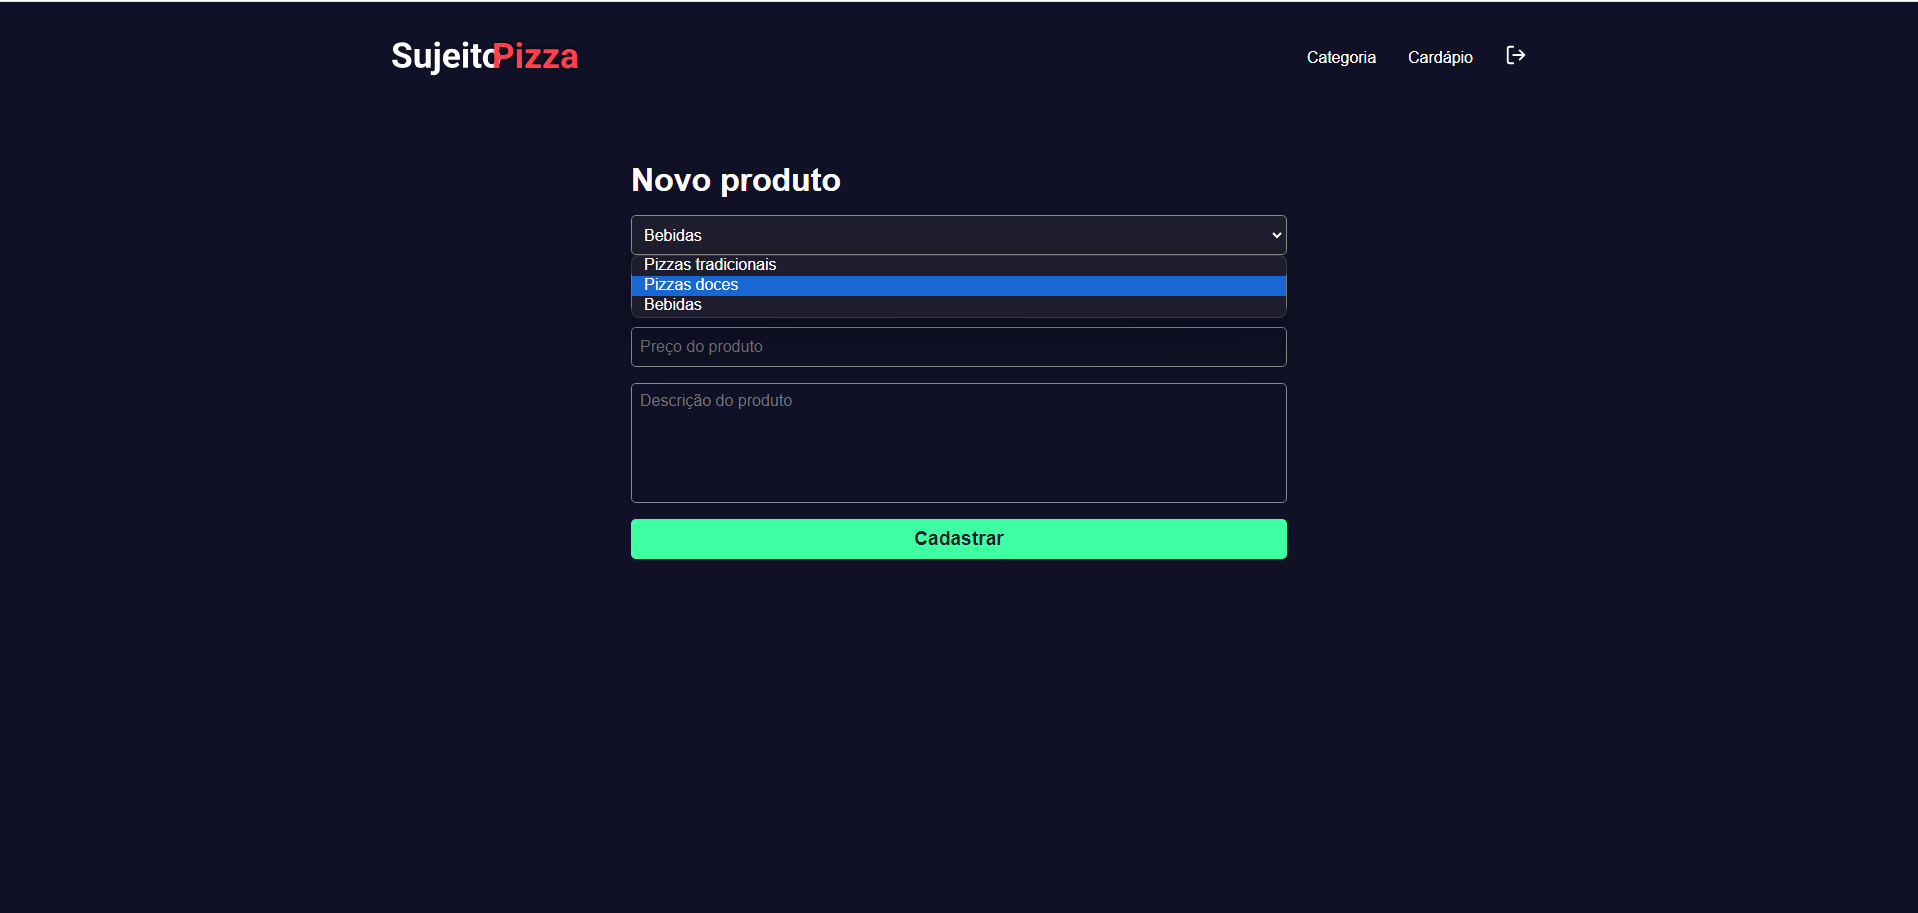 SujeitoPizza
Categoria
Cardápio
Novo produto
Bebidas
Pizzas tradicionais
Pizzas doces
Bebidas
Preço do produto
Descrição do produto
Cadastrar